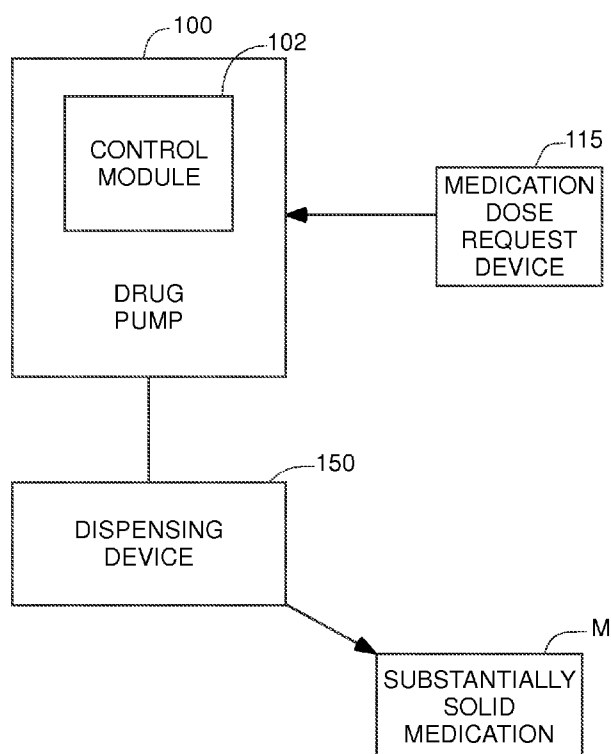 100
102
CONTROL
MODULE
DRUG
PUMP
115
MEDICATION
DOSE
REQUEST
DEVICE
150
DISPENSING
DEVICE
M
SUBSTANTIALLY
SOLID
MEDICATION